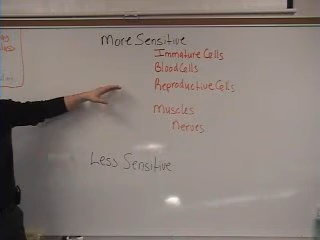 More Sensitive
Immature Cells
Blood Cells
Reproductive Cells
Muscles
Nerves
Less Sensitive